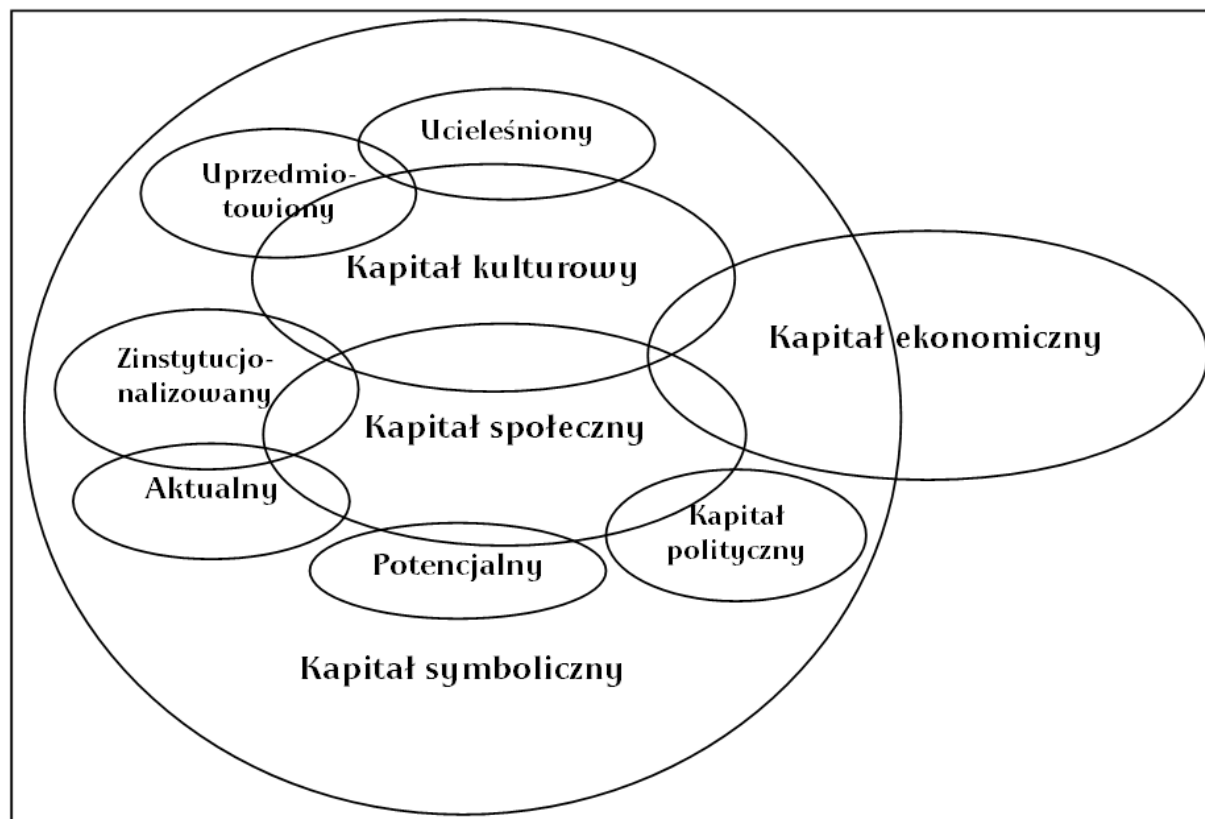 Ucieleśniony
Uprzedmio-
towiony
Kapitał kulturowy
Kapitał ekonomiczny
Zinstytucjo-
nalizowany
Kapitał społeczny
Aktualny
Kapitał
polityczny
Potencjalny
Kapitał symboliczny